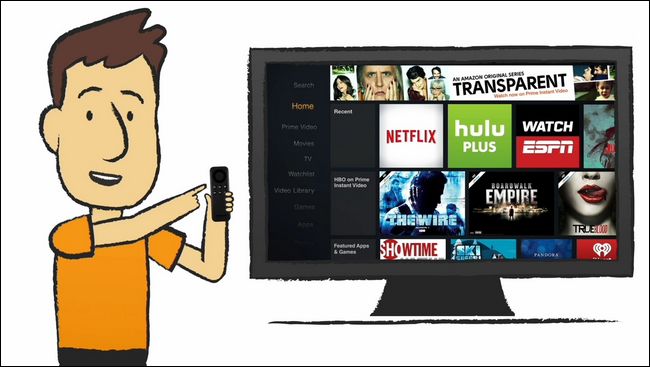 AN AMAZON ORIGINAL SERIES
TRANSPARENT
Watch now on Prime Instant Video
Search
Home
Prime Video
Movies
TV
Watchlist
Video Library
Games
Apps
Recent
NETFLIX
hulu
PLUS
WATCH
ESPN
HBO on Prime
Instant Video
THE WIRE
BOARDWALK
EMPIRE
TRUE BLOOD
Featured Apps
& Games
SHOWTIME
SKI
PANDORA
iHeart